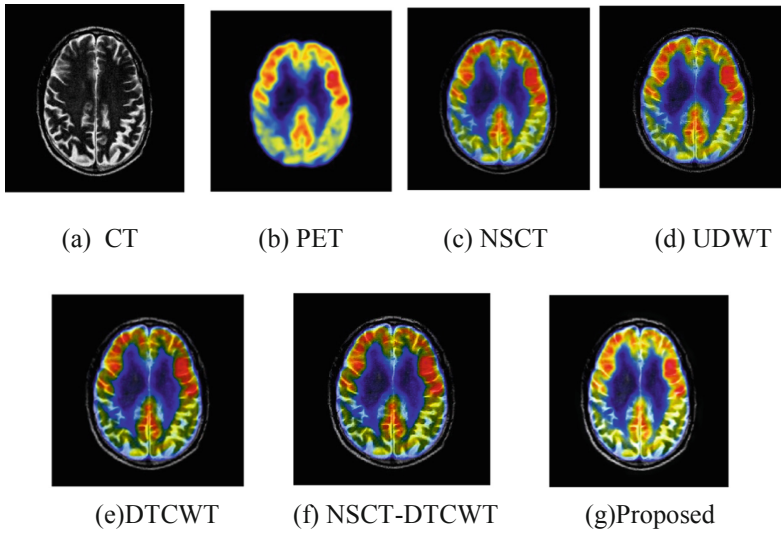 (a) CT
(b) PET
(c) NSCT
(d) UDWT
(e)DTCWT
(f) NSCT-DTCWT
(g)Proposed